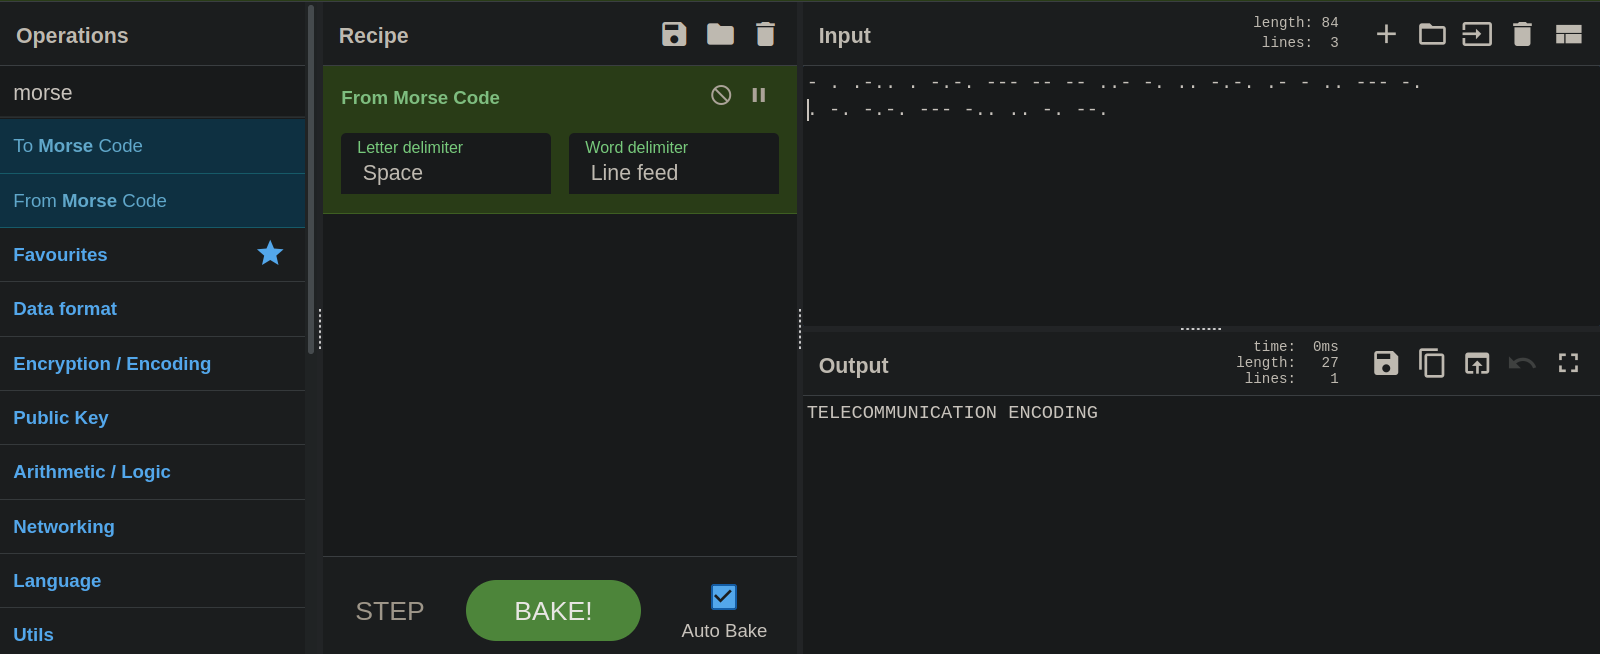 Operations
morse
To Morse Code
From Morse Code
Favourites
Data format
Encryption / Encoding
Public Key
Arithmetic / Logic
Networking
Language
Utils
Recipe
From Morse Code
Letter delimiter
Space
Word delimiter
Line feed
STEP
BAKE!
Auto Bake
Input
length: 84
lines: 3
- . .-.. . -.-. --- -- -- ..- -. .. -.-. .- - .. --- -.
. -. -.-. --- -.. .. -. --.
Output
time: 0ms
length: 27
lines: 1
TELECOMMUNICATION ENCODING